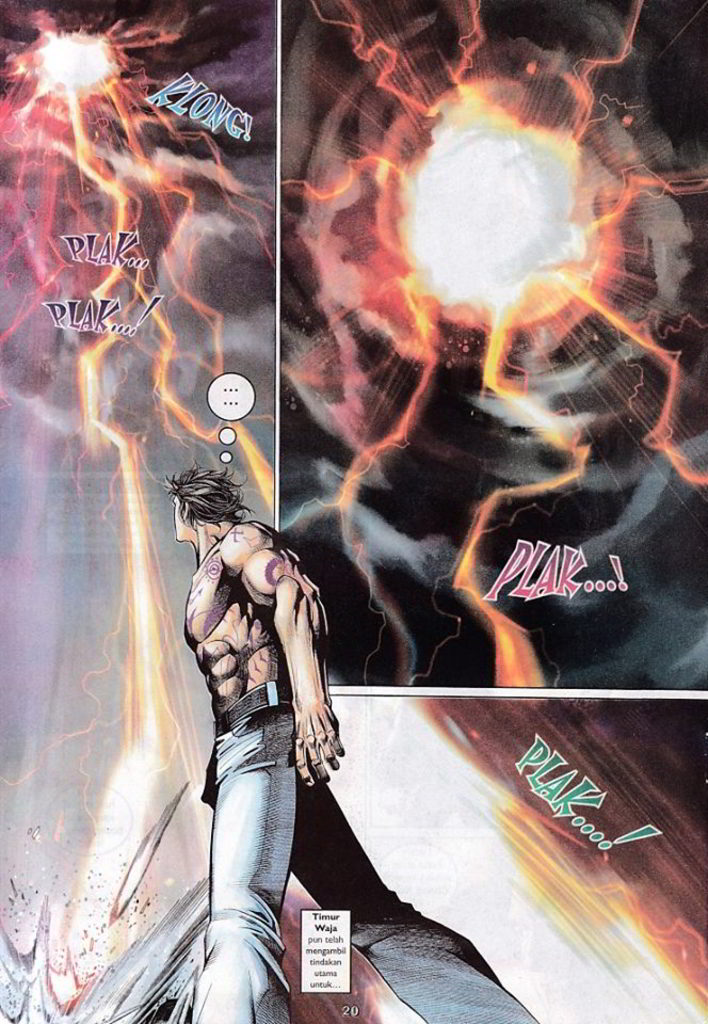 KLONG!
PLAK...
PLAK....!
...
...
PLAK...!
PLAK....!
Timur
Waja
pun telah
mengambil
tindakan
utama
untuk...
20